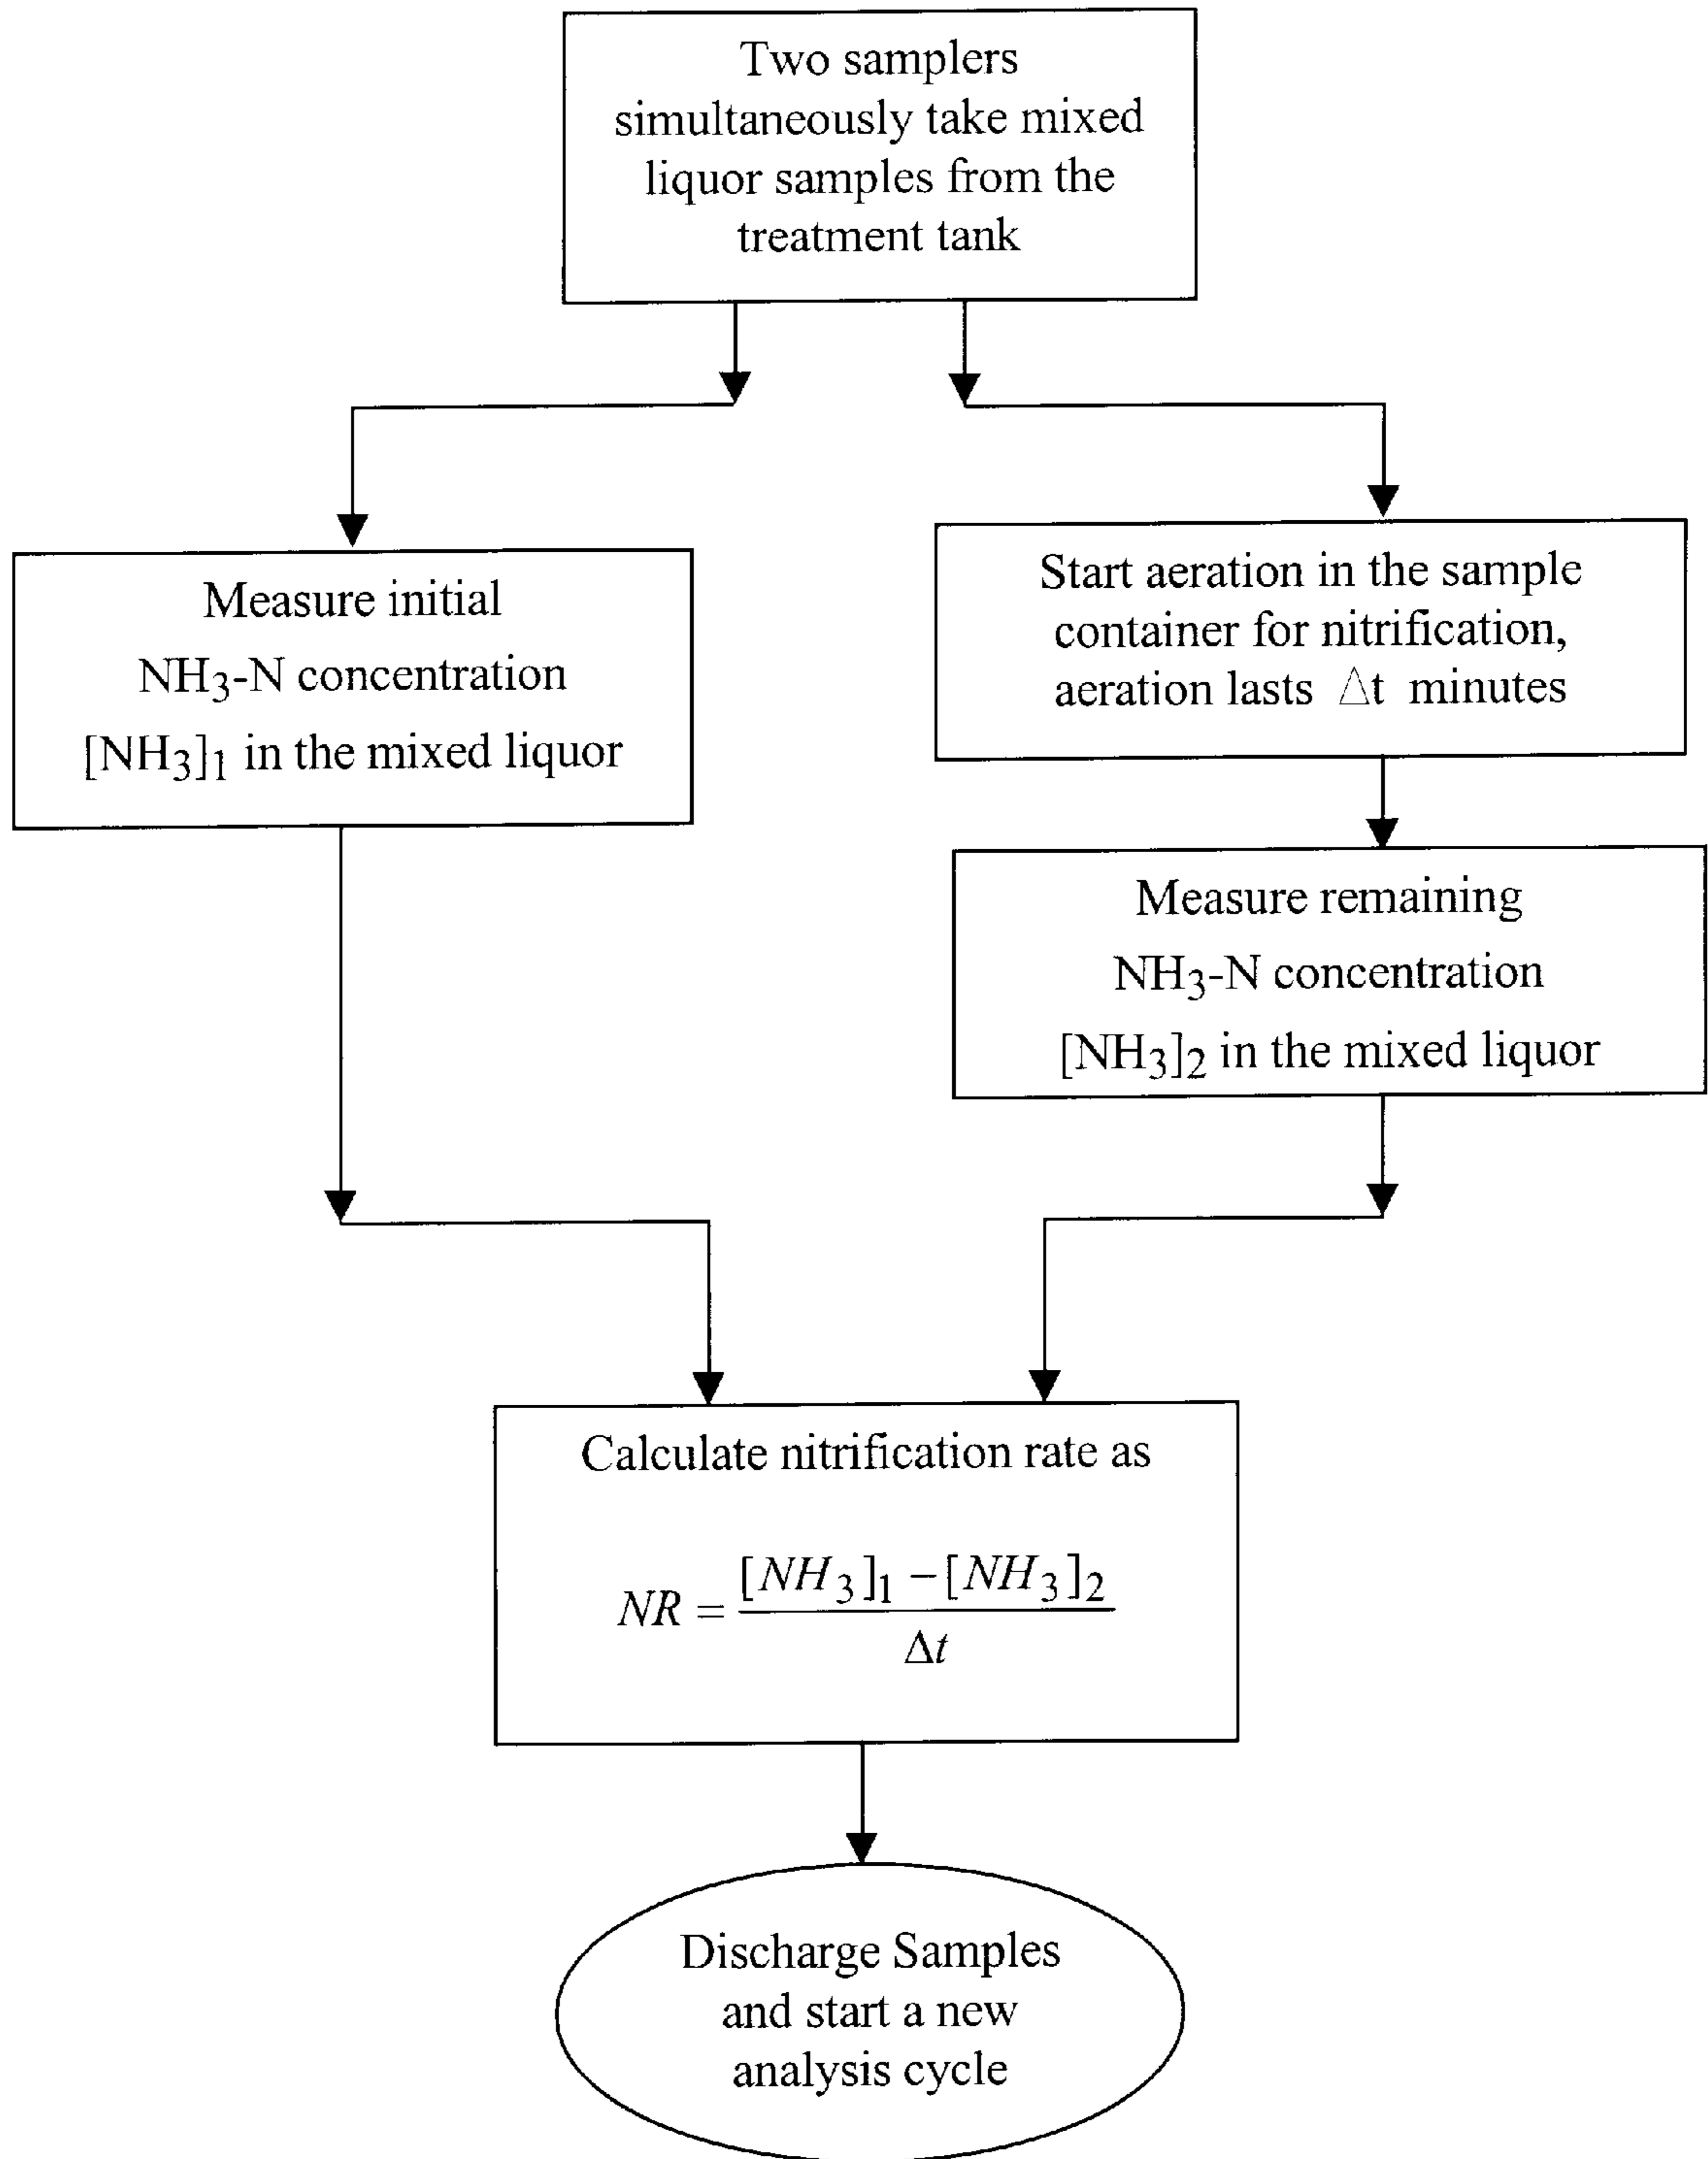 Two samplers
simultaneously take mixed
liquor samples from the
treatment tank
Measure initial
NH3-N concentration
[NH3]1 in the mixed liquor
Start aeration in the sample
container for nitrification,
aeration lasts Δt minutes
Measure remaining
NH3-N concentration
[NH3]2 in the mixed liquor
Calculate nitrification rate as
NR = [NH3]1 − [NH3]2
Δt
Discharge Samples
and start a new
analysis cycle